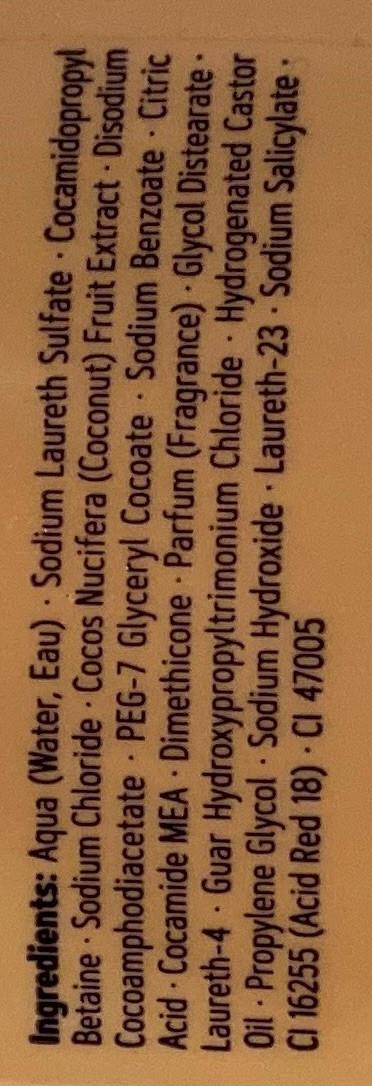 Ingredients: Aqua (Water, Eau) · Sodium Laureth Sulfate · Cocamidopropyl
Betaine · Sodium Chloride · Cocos Nucifera (Coconut) Fruit Extract · Disodium
Cocoamphodiacetate · PEG-7 Glyceryl Cocoate · Sodium Benzoate · Citric
Acid · Cocamide MEA · Dimethicone · Parfum (Fragrance) · Glycol Distearate ·
Laureth-4 · Guar Hydroxypropyltrimonium Chloride · Hydrogenated Castor
Oil · Propylene Glycol · Sodium Hydroxide · Laureth-23 · Sodium Salicylate ·
CI 16255 (Acid Red 18) · CI 47005